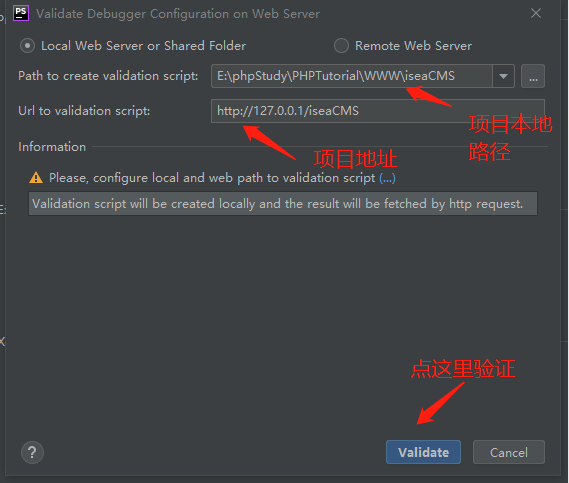 PS Validate Debugger Configuration on Web Server
Local Web Server or Shared Folder
Remote Web Server
Path to create validation script:
E:\phpStudy\PHPTutorial\WWW\iseaCMS
...
Url to validation script:
http://127.0.0.1/iseaCMS
项目本地
路径
项目地址
Information
Please, configure local and web path to validation script (...)
Validation script will be created locally and the result will be fetched by http request.
点这里验证
?
Validate
Cancel